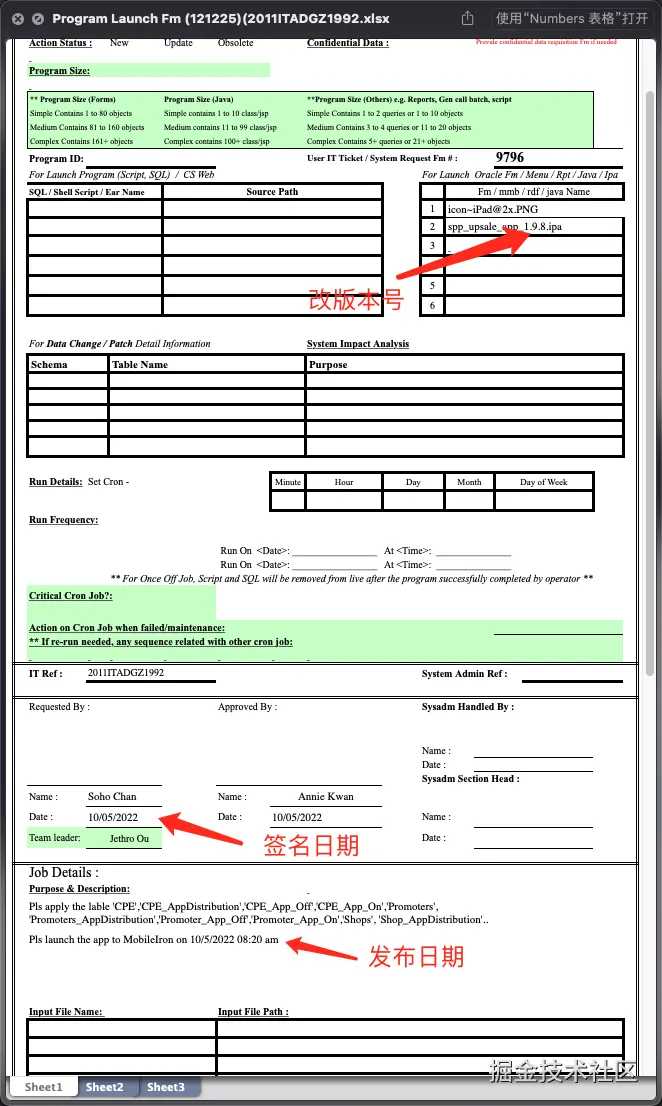 Program Launch Fm (121225)(2011ITADGZ1992.xlsx
使用“Numbers 表格”打开
Action Status : New Update Obsolete Confidential Data : Provide confidential data requisition Fm if needed
Program Size:
** Program Size (Forms) Program Size (Java) **Program Size (Others) e.g. Reports, Gen call batch, script
Simple Contains 1 to 80 objects Simple contains 1 to 10 class/jsp Simple Contains 1 to 2 queries or 1 to 10 objects
Medium Contains 81 to 160 objects Medium contains 11 to 99 class/jsp Medium Contains 3 to 4 queries or 11 to 20 objects
Complex Contains 161+ objects Complex contains 100+ class/jsp Complex Contains 5+ queries or 21+ objects
Program ID: User IT Ticket / System Request Fm # : 9796
For Launch Program (Script, SQL) / CS Web For Launch Oracle Fm / Menu / Rpt / Java / Ipa
SQL / Shell Script / Ear Name Source Path Fm / mmb / rdf / java Name
1 icon~iPad@2x.PNG
2 spp_upsale_app_1.9.8.ipa
3
5
改版本号
6
For Data Change / Patch Detail Information System Impact Analysis
Schema Table Name Purpose
Run Details: Set Cron - Minute Hour Day Month Day of Week
Run Frequency:
Run On <Date>: At <Time>:
Run On <Date>: At <Time>:
** For Once Off Job, Script and SQL will be removed from live after the program successfully completed by operator **
Critical Cron Job?:
Action on Cron Job when failed/maintenance:
** If re-run needed, any sequence related with other cron job:
IT Ref : 2011ITADGZ1992 System Admin Ref :
Requested By : Approved By : Sysadm Handled By :
Name :
Date :
Sysadm Section Head :
Name : Soho Chan Name : Annie Kwan Name :
Date : 10/05/2022 Date : 10/05/2022
Team leader: Jethro Ou Date :
签名日期
Job Details :
Purpose & Description:
Pls apply the lable 'CPE','CPE_AppDistribution','CPE_App_Off','CPE_App_On','Promoters',
'Promoters_AppDistribution','Promoter_App_Off','Promoter_App_On','Shops', 'Shop_AppDistribution'..
Pls launch the app to MobileIron on 10/5/2022 08:20 am
发布日期
Input File Name: Input File Path :
掘金技术社区
Sheet1 Sheet2 Sheet3